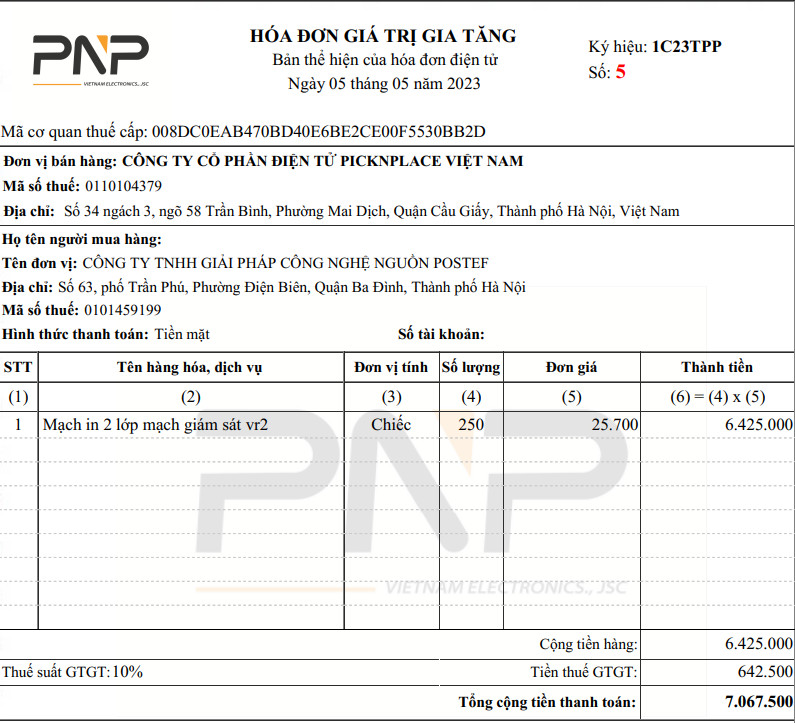 PNP
VIETNAM ELECTRONICS., JSC
HÓA ĐƠN GIÁ TRỊ GIA TĂNG
Bản thể hiện của hóa đơn điện tử
Ngày 05 tháng 05 năm 2023
Ký hiệu: 1C23TPP
Số: 5
Mã cơ quan thuế cấp: 008DC0EAB470BD40E6BE2CE00F5530BB2D
Đơn vị bán hàng: CÔNG TY CỔ PHẦN ĐIỆN TỬ PICKNPLACE VIỆT NAM
Mã số thuế: 0110104379
Địa chỉ: Số 34 ngách 3, ngõ 58 Trần Bình, Phường Mai Dịch, Quận Cầu Giấy, Thành phố Hà Nội, Việt Nam
Họ tên người mua hàng:
Tên đơn vị: CÔNG TY TNHH GIẢI PHÁP CÔNG NGHỆ NGUỒN POSTEF
Địa chỉ: Số 63, phố Trần Phú, Phường Điện Biên, Quận Ba Đình, Thành phố Hà Nội
Mã số thuế: 0101459199
Hình thức thanh toán: Tiền mặt Số tài khoản:
STT Tên hàng hóa, dịch vụ Đơn vị tính Số lượng Đơn giá Thành tiền
(1) (2) (3) (4) (5) (6) = (4) x (5)
1 Mạch in 2 lớp mạch giám sát vr2 Chiếc 250 25.700 6.425.000
PNP
VIETNAM ELECTRONICS., JSC
Cộng tiền hàng: 6.425.000
Thuế suất GTGT: 10% Tiền thuế GTGT: 642.500
Tổng cộng tiền thanh toán: 7.067.500